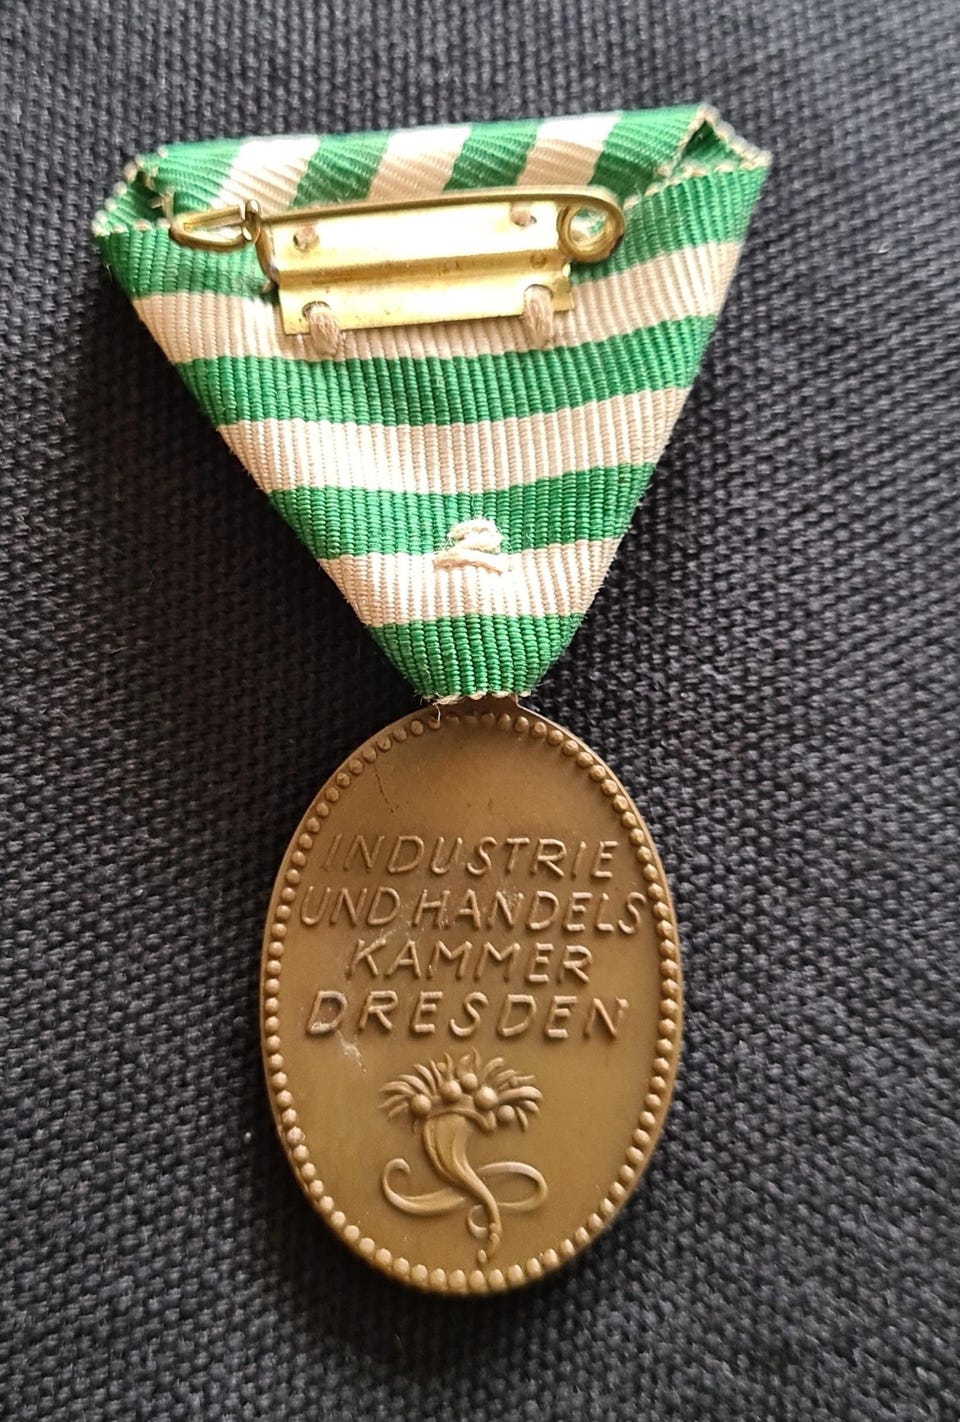 INDUSTRIE
UND HANDELS
KAMMER
DRESDEN